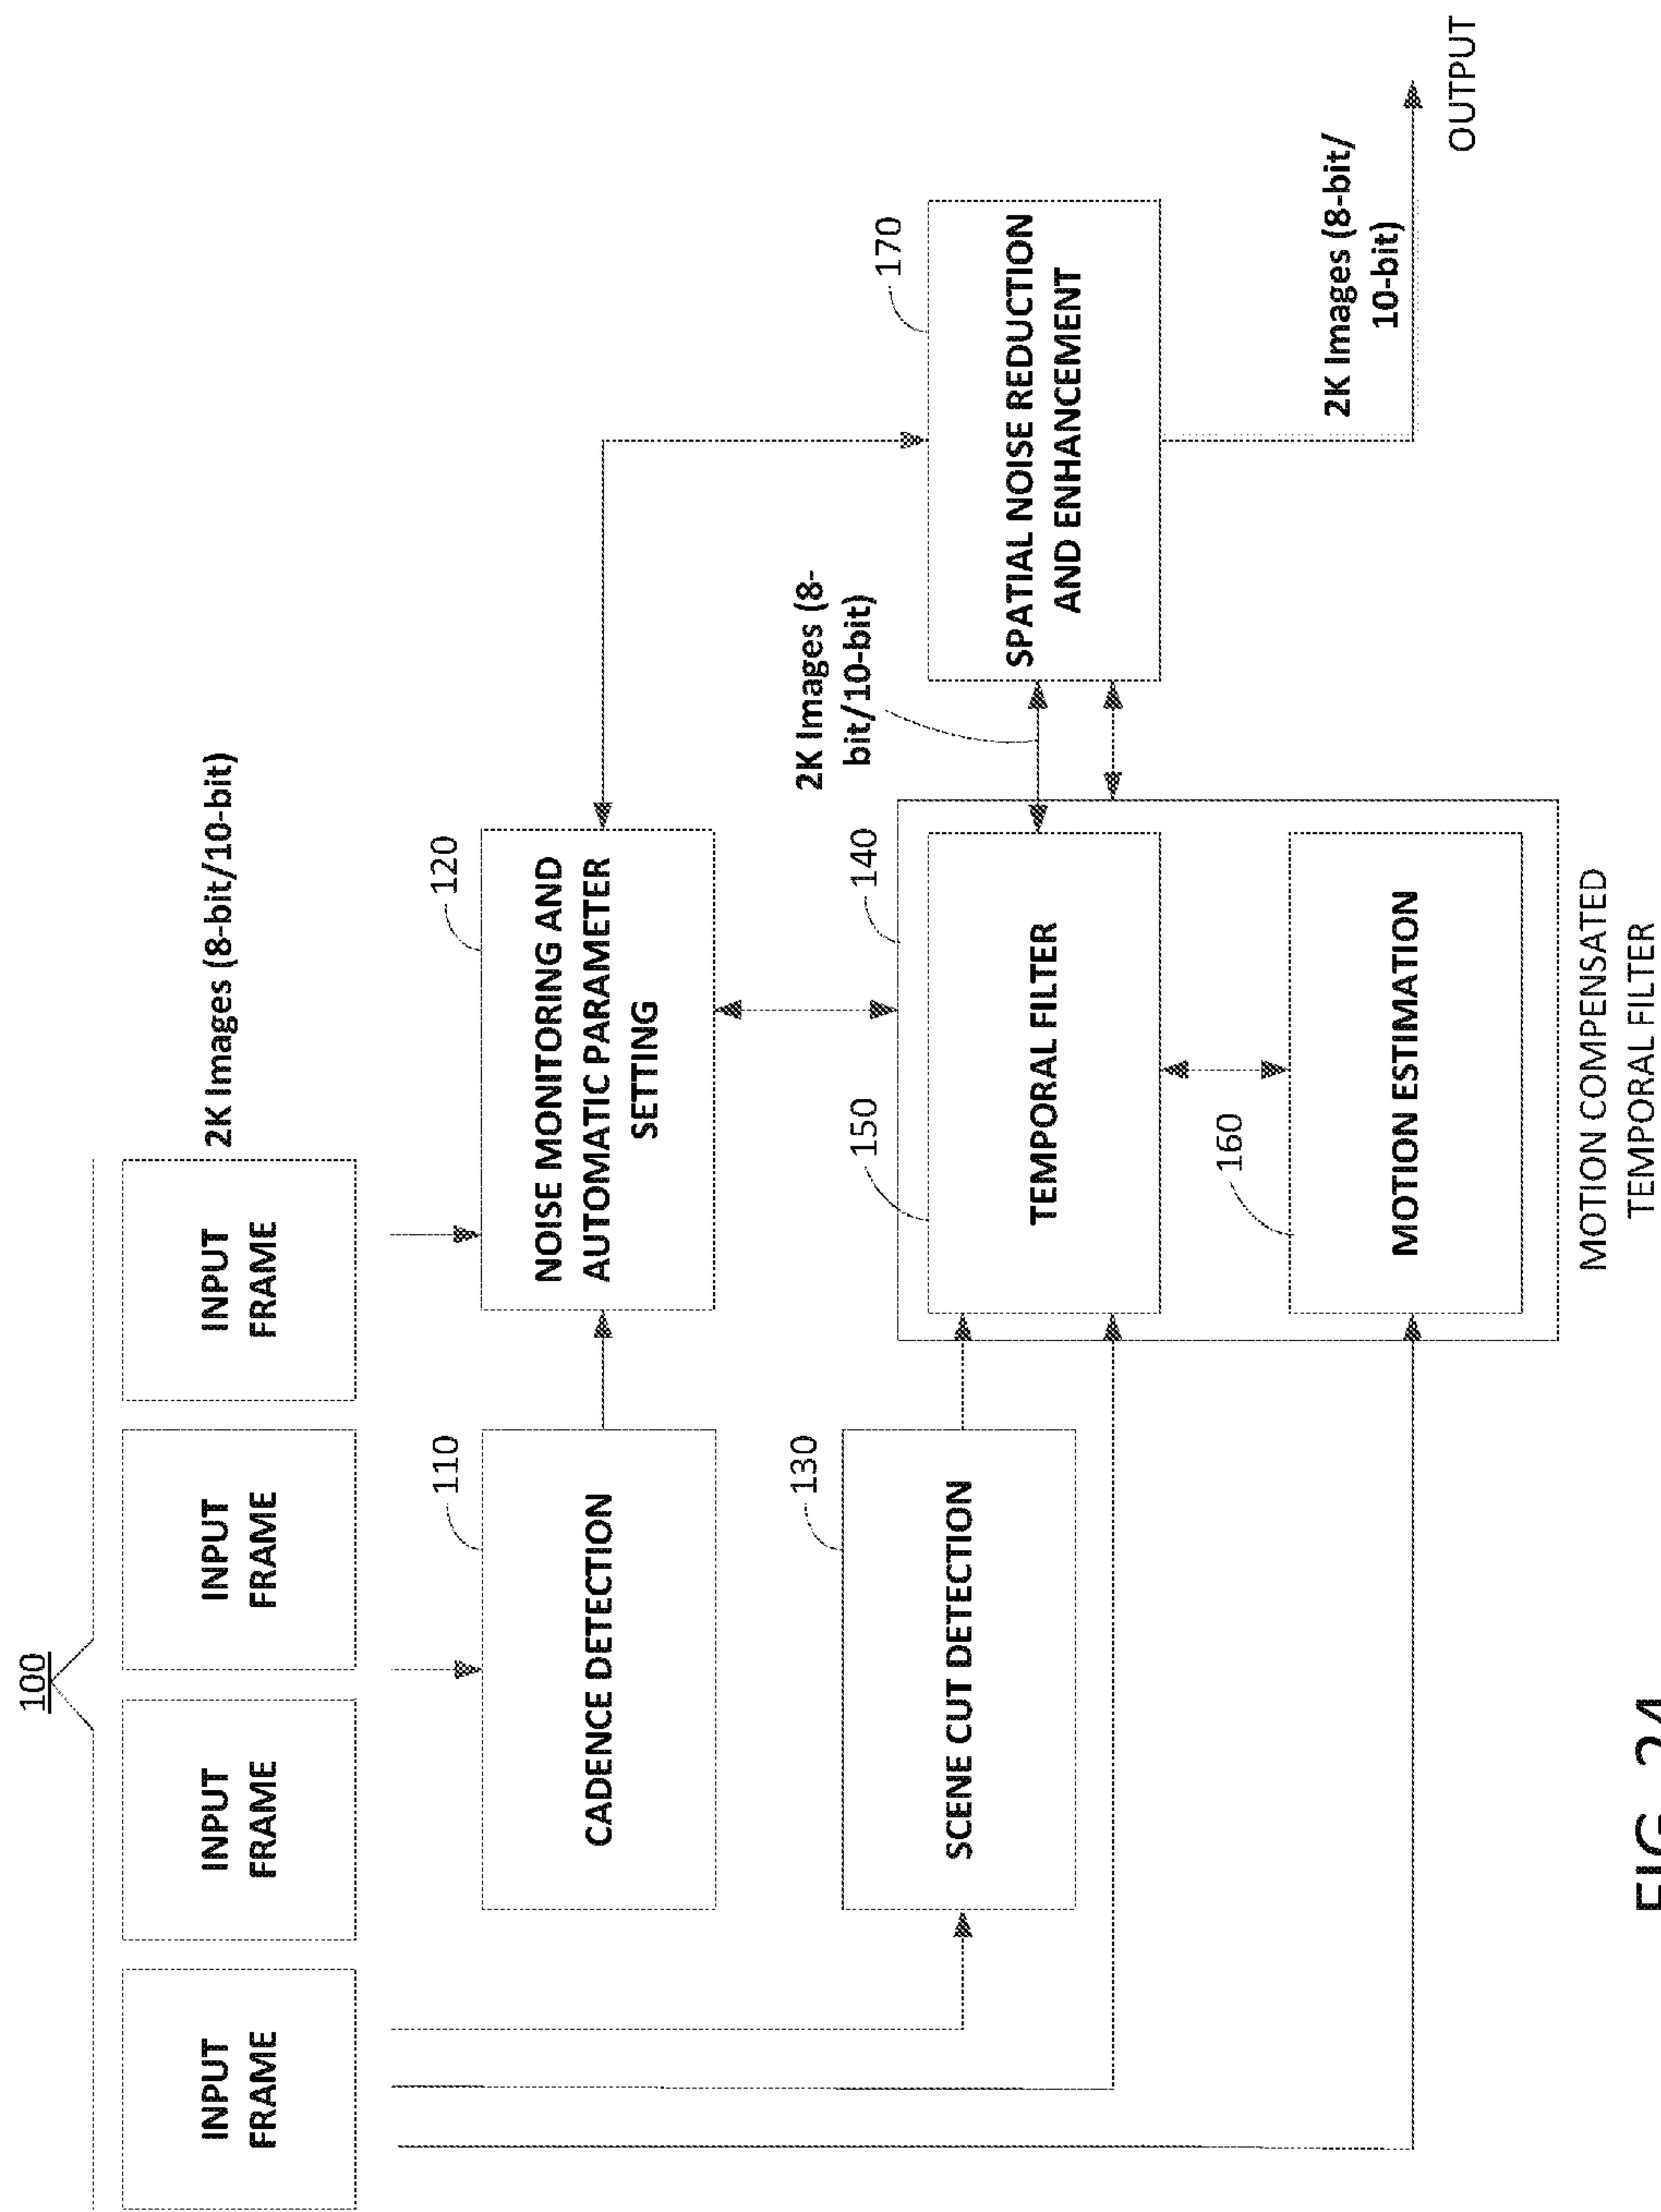 100
INPUT
FRAME
INPUT
FRAME
INPUT
FRAME
INPUT
FRAME
2K Images (8-bit/10-bit)
110
CADENCE DETECTION
120
NOISE MONITORING AND
AUTOMATIC PARAMETER
SETTING
130
SCENE CUT DETECTION
140
150
TEMPORAL FILTER
160
MOTION ESTIMATION
MOTION COMPENSATED
TEMPORAL FILTER
2K Images (8-
bit/10-bit)
170
SPATIAL NOISE REDUCTION
AND ENHANCEMENT
2K Images (8-bit/
10-bit)
OUTPUT
FIG. 24